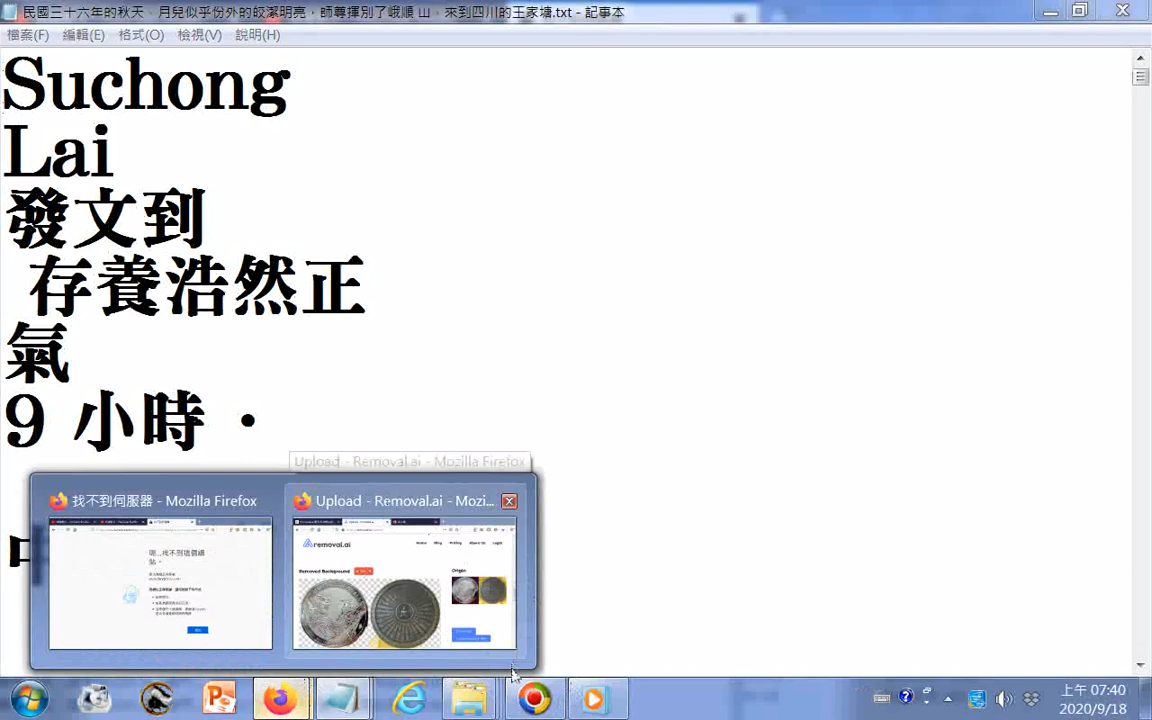 民國三十六年的秋天，月兒似乎份外的皎潔明亮，師尊揮別了峨順 山，來到四川的王家塘.txt - 記事本
檔案(F) 編輯(E) 格式(O) 檢視(V) 說明(H)
Suchong
Lai
發文到
存養浩然正
氣
9 小時 ·
Upload - Removal.ai - Mozilla Firefox
找不到伺服器 - Mozilla Firefox
Upload - Removal.ai - Mozi...
removal.ai
Removed Background
Origin
上午 07:40
2020/9/18